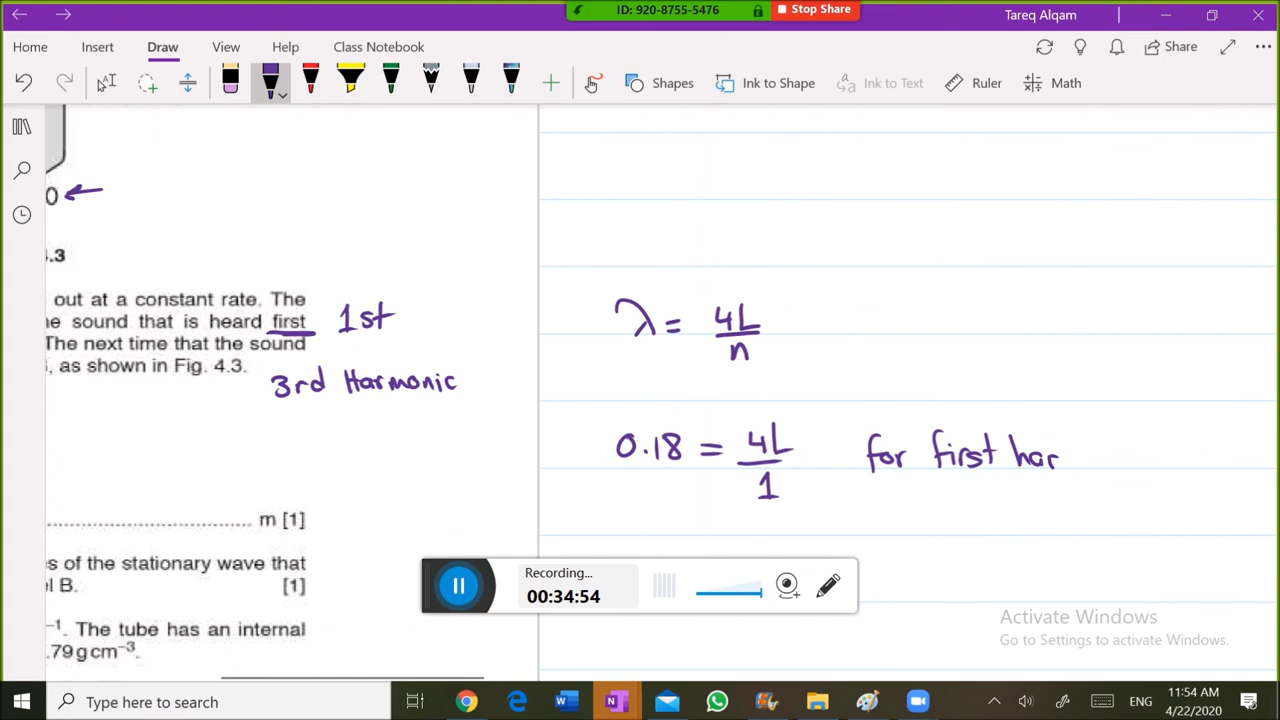 ID: 920-8755-5476
Stop Share
Tareq Alqam
Home
Insert
Draw
View
Help
Class Notebook
Share
Shapes
Ink to Shape
Ink to Text
Ruler
Math
0
.3
out at a constant rate. The
e sound that is heard first
1st
The next time that the sound
, as shown in Fig. 4.3.
3rd Harmonic
λ = 4L
n
0.18 = 4L for first har
1
m [1]
s of the stationary wave that
l B. [1]
⁻¹. The tube has an internal
.79 g cm⁻³.
Recording...
00:34:54
Activate Windows
Go to Settings to activate Windows.
Type here to search
ENG
11:54 AM
4/22/2020